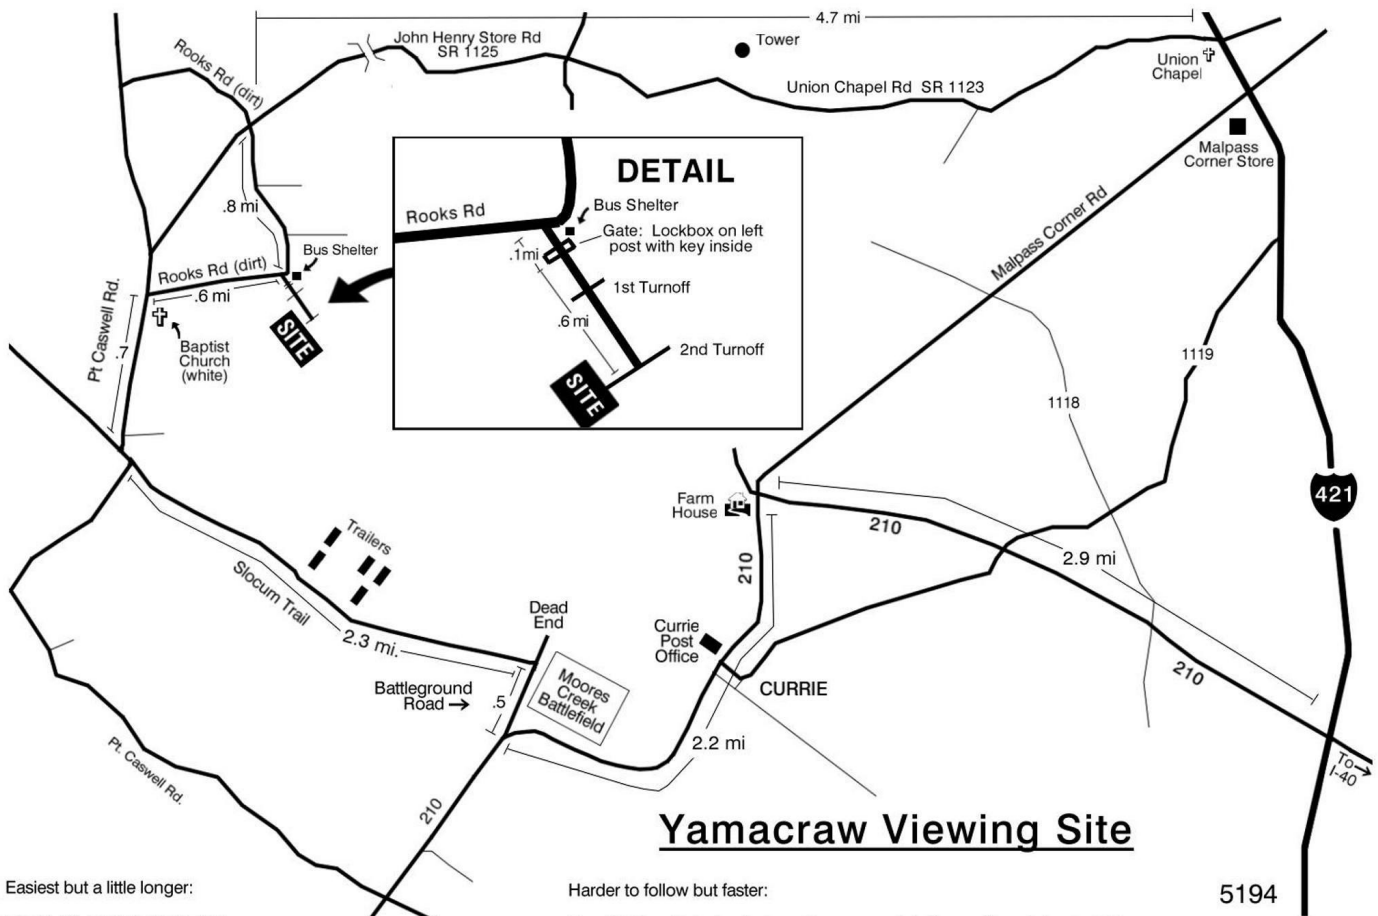 4.7 mi
John Henry Store Rd
SR 1125
Tower
Rooks Rd (dirt)
Union
Chapel
Union Chapel Rd  SR 1123
Malpass
Corner Store
DETAIL
Bus Shelter
Rooks Rd
Gate:  Lockbox on left
post with key inside
.1mi
1st Turnoff
.6 mi
2nd Turnoff
SITE
.8 mi
Bus Shelter
Rooks Rd (dirt)
.6 mi
SITE
Pt Caswell Rd.
.7
Baptist
Church
(white)
Malpass Corner Rd
1119
1118
421
Farm
House
210
2.9 mi
210
210
Trailers
Slocum Trail
2.3 mi.
Dead
End
Currie
Post
Office
CURRIE
Moores
Creek
Battlefield
Battleground
Road →
.5
2.2 mi
To →
I-40
Pt. Caswell Rd.
210
Yamacraw Viewing Site
Easiest but a little longer:
Harder to follow but faster:
5194